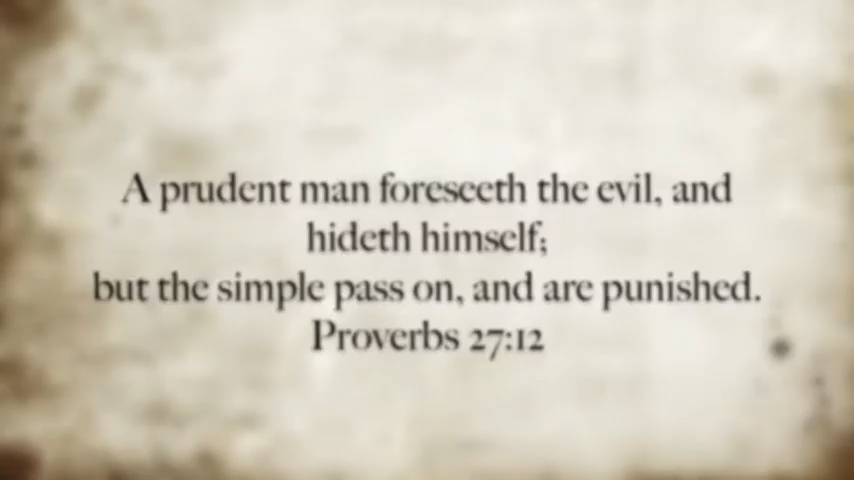 A prudent man foreseeth the evil, and
hideth himself;
but the simple pass on, and are punished.
Proverbs 27:12